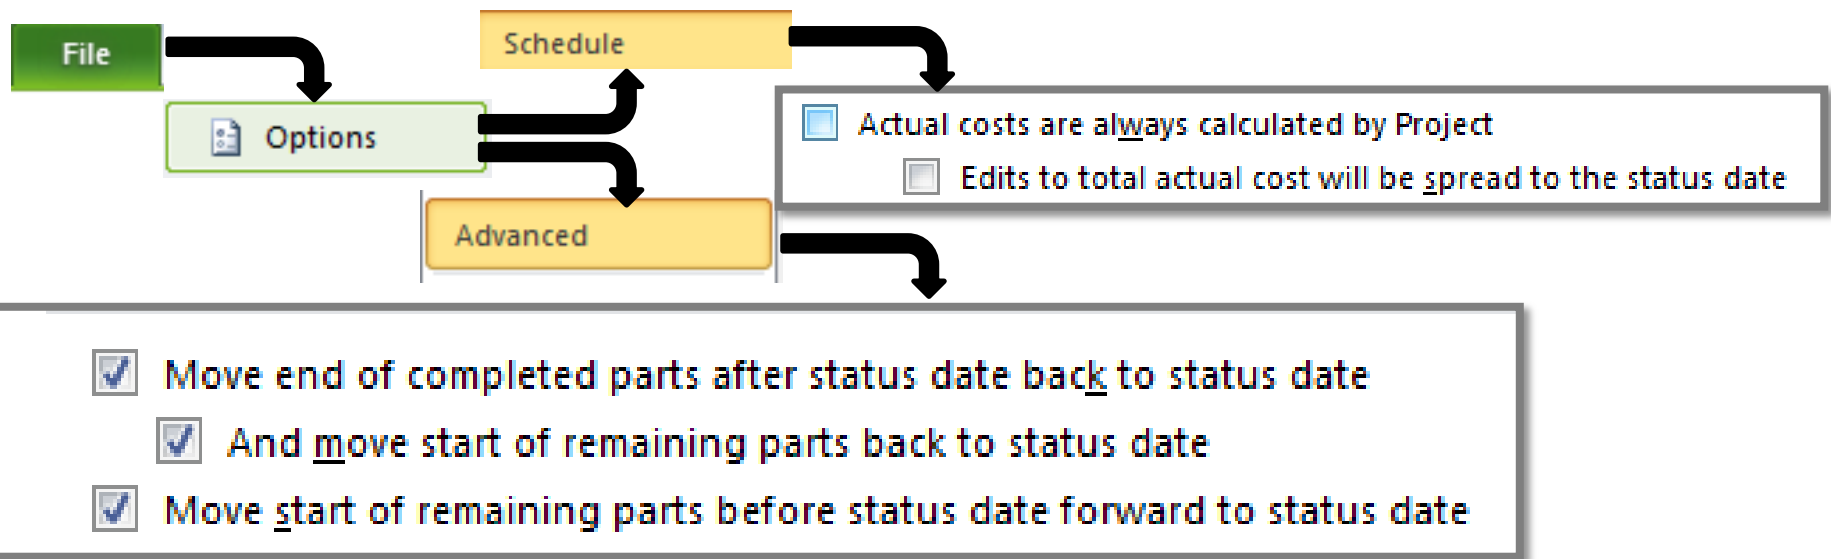 File
Schedule
Options
Actual costs are always calculated by Project
Edits to total actual cost will be spread to the status date
Advanced
Move end of completed parts after status date back to status date
And move start of remaining parts back to status date
Move start of remaining parts before status date forward to status date